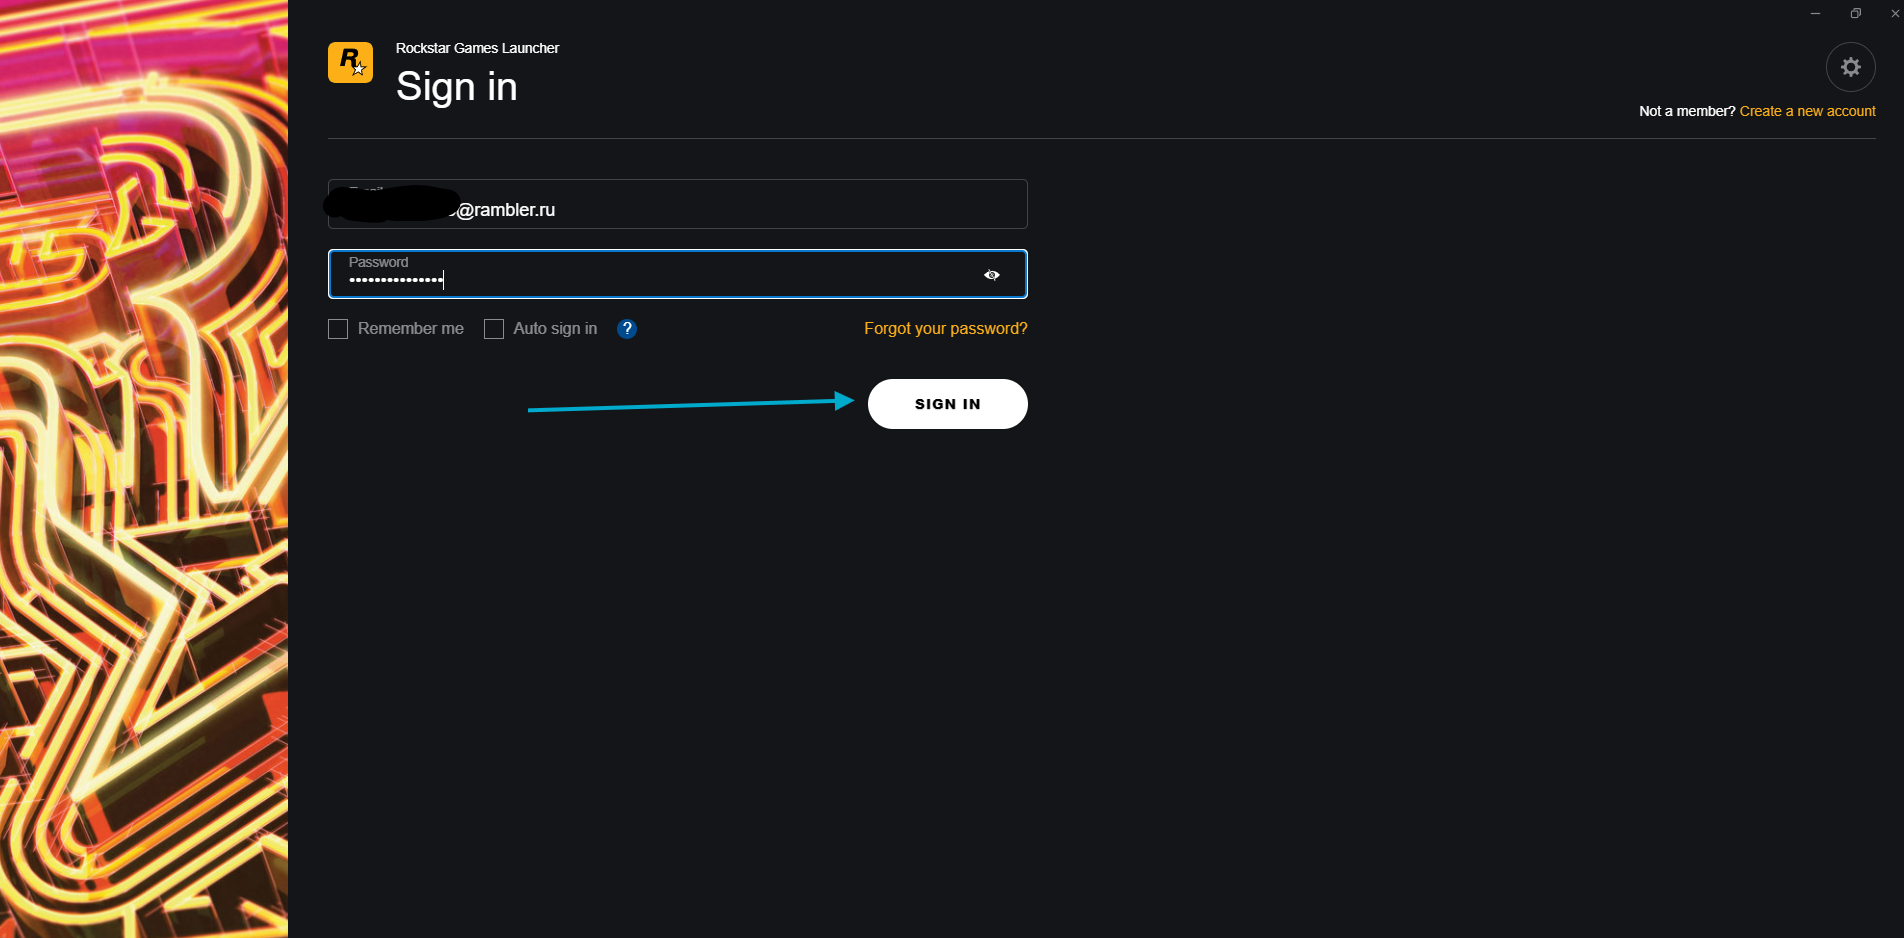 Rockstar Games Launcher
Sign in
Not a member? Create a new account
@rambler.ru
Password
Remember me
Auto sign in
?
Forgot your password?
SIGN IN